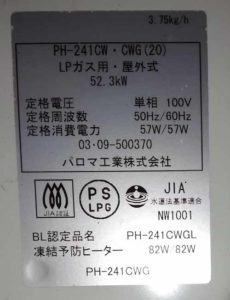 3.75kg/h
PH-241CW・CWG(20)
LPガス用・屋外式
52.3kW
定格電圧 単相 100V
定格周波数 50Hz/60Hz
定格消費電力 57W/57W
03・09-500370
パロマ工業株式会社
JIA認証
PS
LPG
JIA
水道法基準適合
NW1001
BL認定品名 PH-241CWGL
凍結予防ヒーター 82W 82W
PH-241CWG